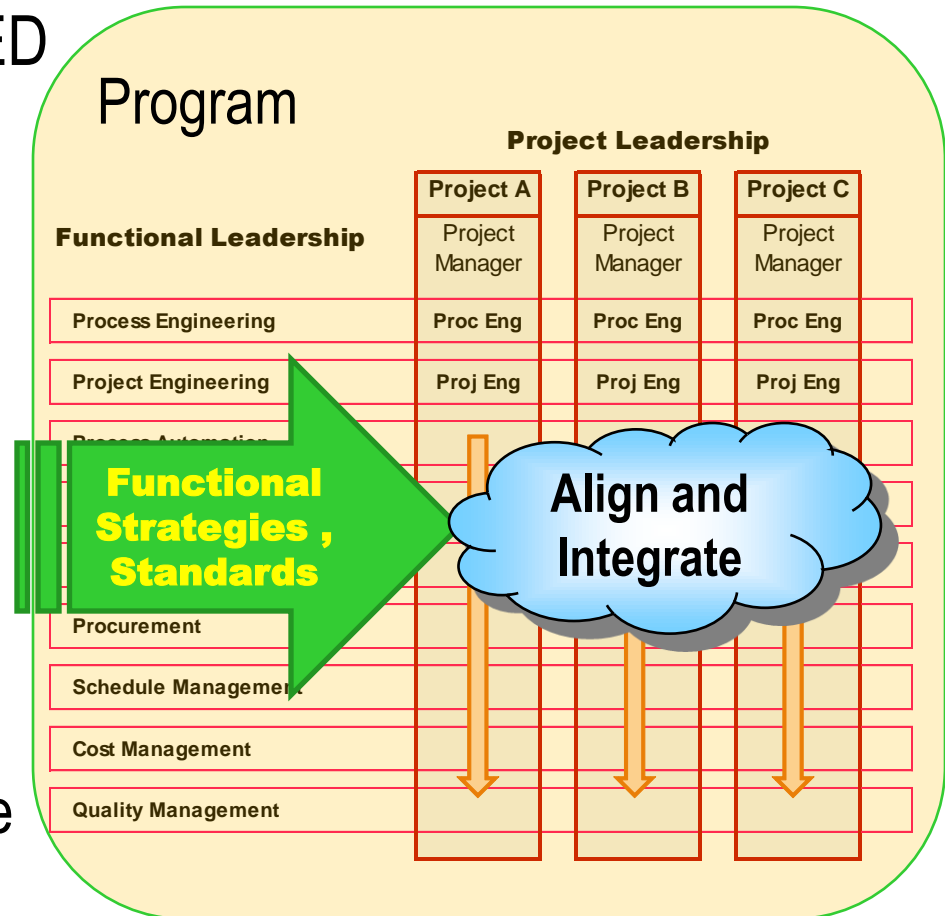 ED
Program
Project Leadership
Project A Project B Project C
Functional Leadership
Project Project Project
Manager Manager Manager
Process Engineering Proc Eng Proc Eng Proc Eng
Project Engineering Proj Eng Proj Eng Proj Eng
Process Automation
Functional
Strategies ,
Standards
Align and
Integrate
Procurement
Schedule Management
Cost Management
Quality Management
e